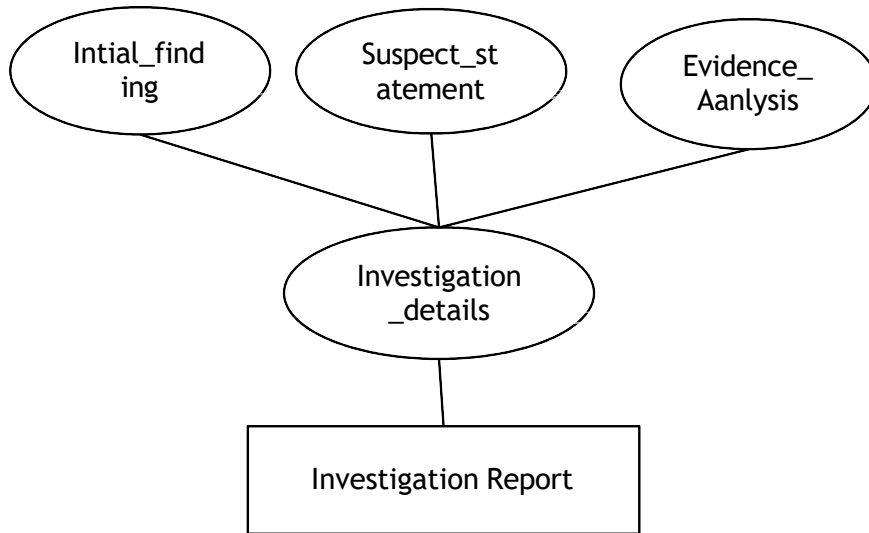 Intial_find
ing
Suspect_st
atement
Evidence_
Aanlysis
Investigation
_details
Investigation Report